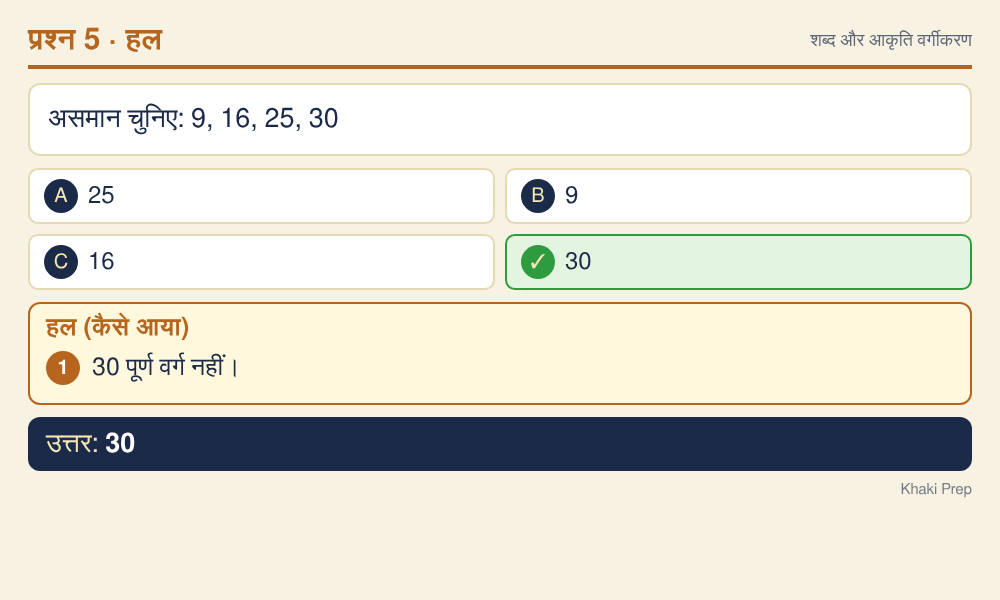 प्रश्न 5 · हल
शब्द और आकृति वर्गीकरण
असमान चुनिए: 9, 16, 25, 30
A 25
B 9
C 16
✓ 30
हल (कैसे आया)
1 30 पूर्ण वर्ग नहीं।
उत्तर: 30
Khaki Prep